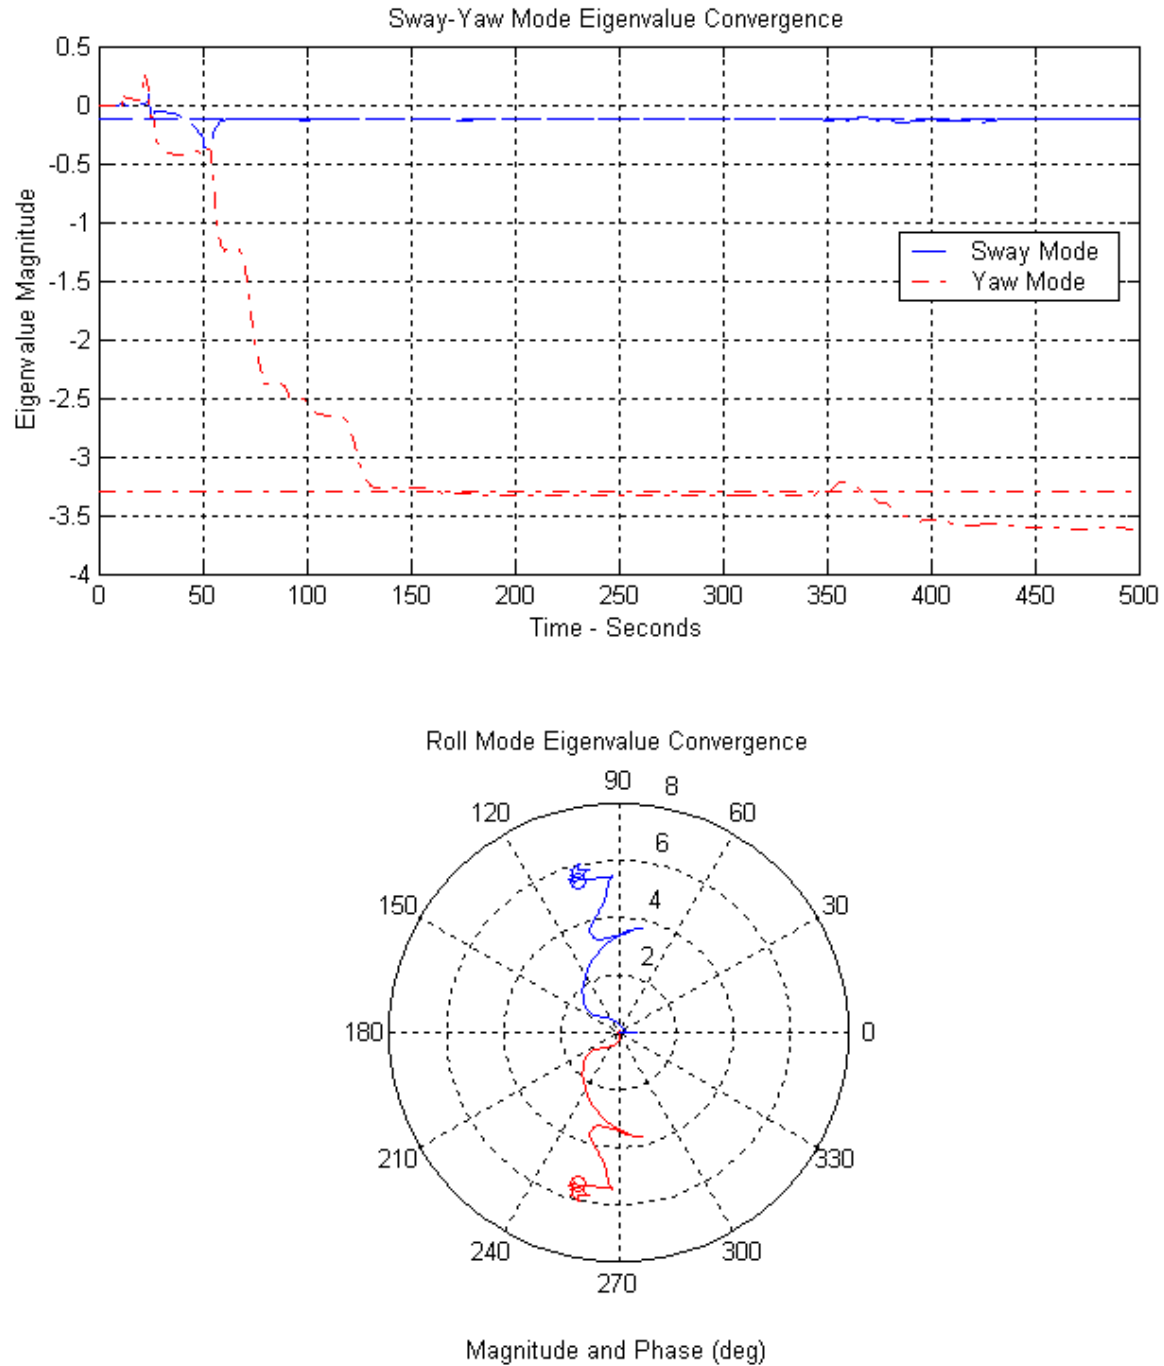 Sway-Yaw Mode Eigenvalue Convergence
0.5
0
-0.5
-1
-1.5
-2
-2.5
-3
-3.5
-4
Eigenvalue Magnitude
Sway Mode
Yaw Mode
0 50 100 150 200 250 300 350 400 450 500
Time - Seconds
Roll Mode Eigenvalue Convergence
90 8
120 60
6
150 4 30
2
180 0
210 330
240 300
270
Magnitude and Phase (deg)